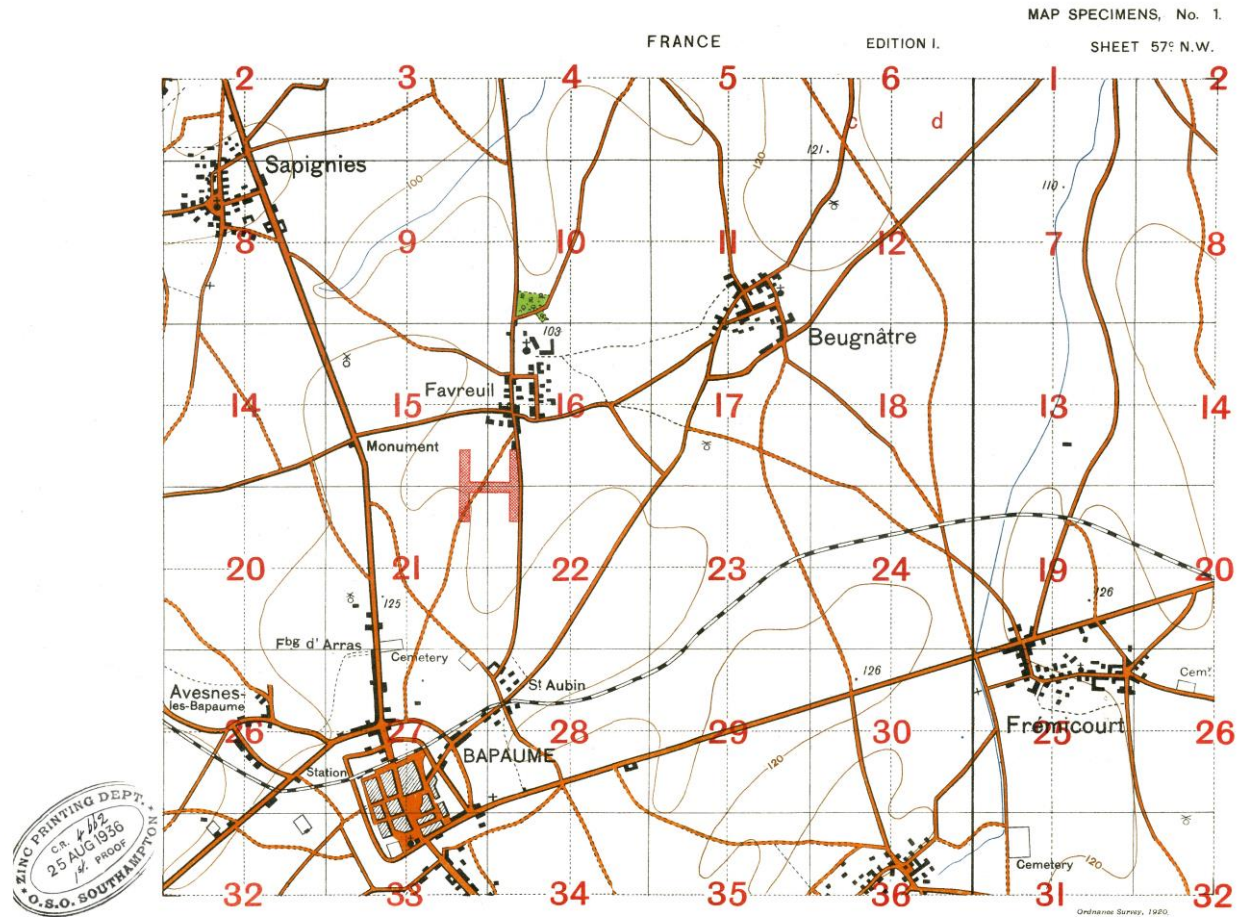 MAP SPECIMENS, No. 1.
FRANCE
EDITION I.
SHEET 57c N.W.
2 3 4 5 6 1 2
c d
121
120
Sapignies
100
110
8 9 10 11 12 7 8
103
Beugnâtre
Favreuil
14 15 16 17 18 13 14
Monument
H
20 21 22 23 24 19 20
125
126
Fbg d'Arras
Cemetery
126
St Aubin
Cemy
Avesnes-
les-Bapaume
Frémicourt
26 27 28 29 30 25 26
BAPAUME
Station
120
ZINC PRINTING DEPT.
C.R. 4662
25 AUG 1936
1st. PROOF
O.S.O. SOUTHAMPTON
Cemetery
120
32 33 34 35 36 31 32
Ordnance Survey, 1920.